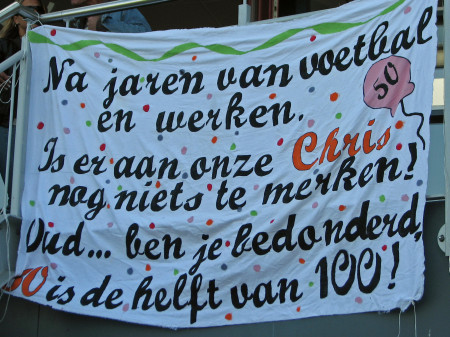 Na jaren van voetbal
50
en werken.
Is er aan onze Chris
nog niets te merken!
Oud... ben je bedonderd,
50 is de helft van 100!